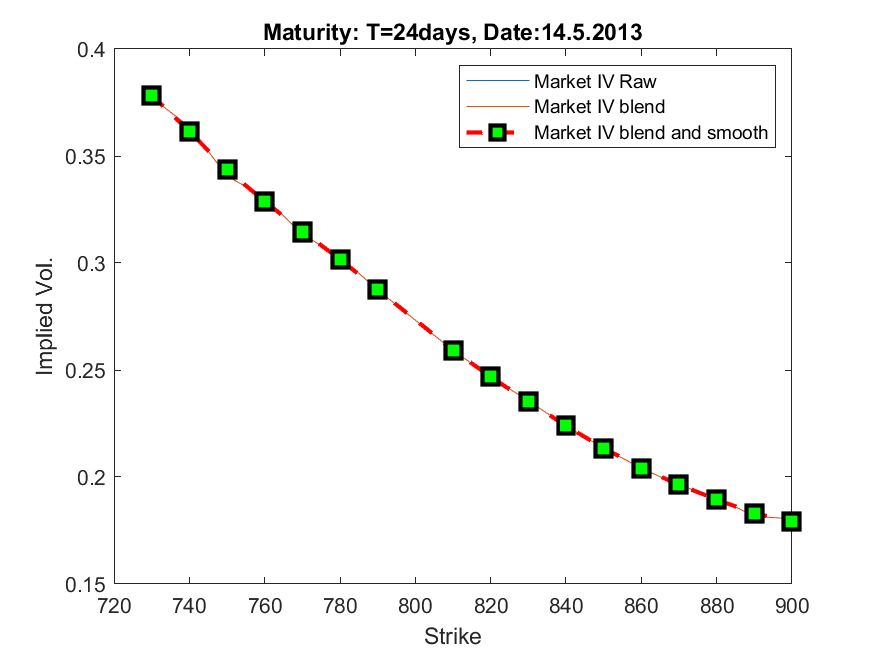 Maturity: T=24days, Date:14.5.2013
Market IV Raw
Market IV blend
Market IV blend and smooth
Implied Vol.
0.4
0.35
0.3
0.25
0.2
0.15
720 740 760 780 800 820 840 860 880 900
Strike